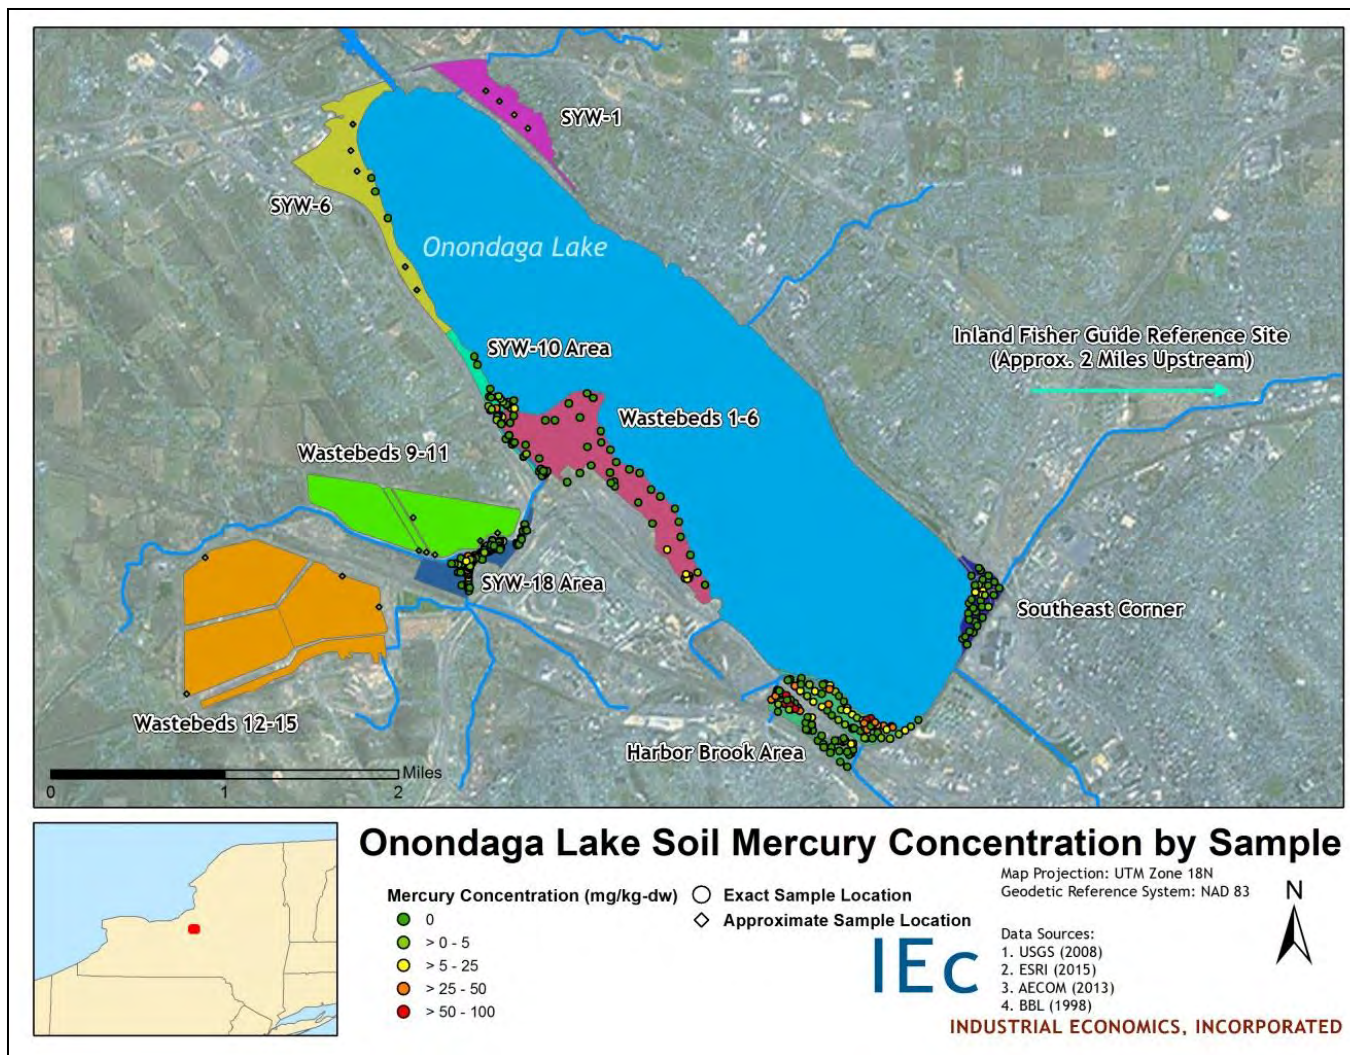 SYW-1
SYW-6
Onondaga Lake
Inland Fisher Guide Reference Site
(Approx. 2 Miles Upstream)
SYW-10 Area
Wastebeds 1-6
Wastebeds 9-11
SYW-18 Area
Southeast Corner
Wastebeds 12-15
Harbor Brook Area
Miles
0 1 2
Onondaga Lake Soil Mercury Concentration by Sample
Mercury Concentration (mg/kg-dw)
0
> 0 - 5
> 5 - 25
> 25 - 50
> 50 - 100
Exact Sample Location
Approximate Sample Location
Map Projection: UTM Zone 18N
Geodetic Reference System: NAD 83
N
Data Sources:
1. USGS (2008)
2. ESRI (2015)
3. AECOM (2013)
4. BBL (1998)
IEc
INDUSTRIAL ECONOMICS, INCORPORATED